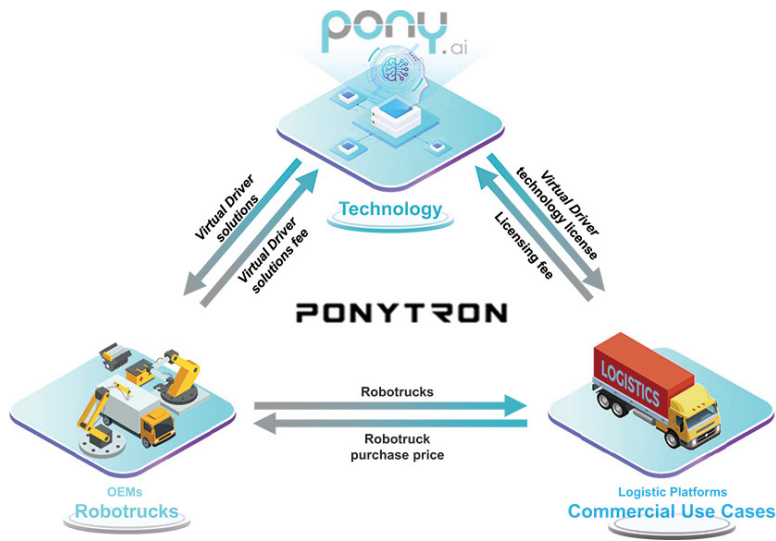 pony.ai
Technology
Virtual Driver
solutions
Virtual Driver
solutions fee
Virtual Driver
technology license
Licensing fee
PONYTRON
LOGISTICS
Robotrucks
Robotruck
purchase price
OEMs
Robotrucks
Logistic Platforms
Commercial Use Cases